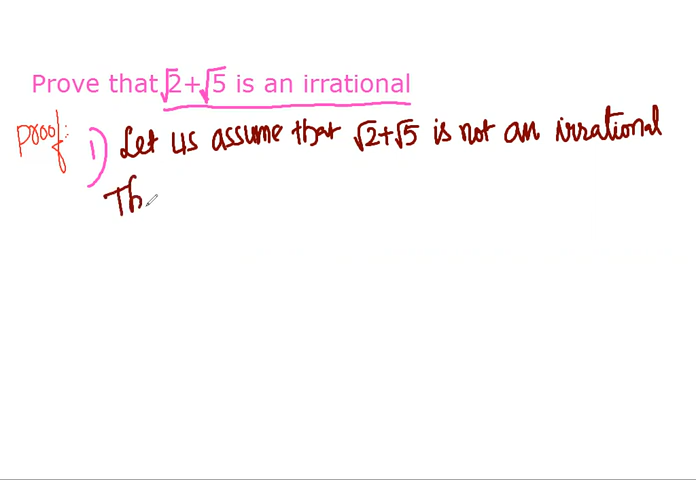 Prove that √2+√5 is an irrational
Proof:
1) Let us assume that √2+√5 is not an irrational
Th